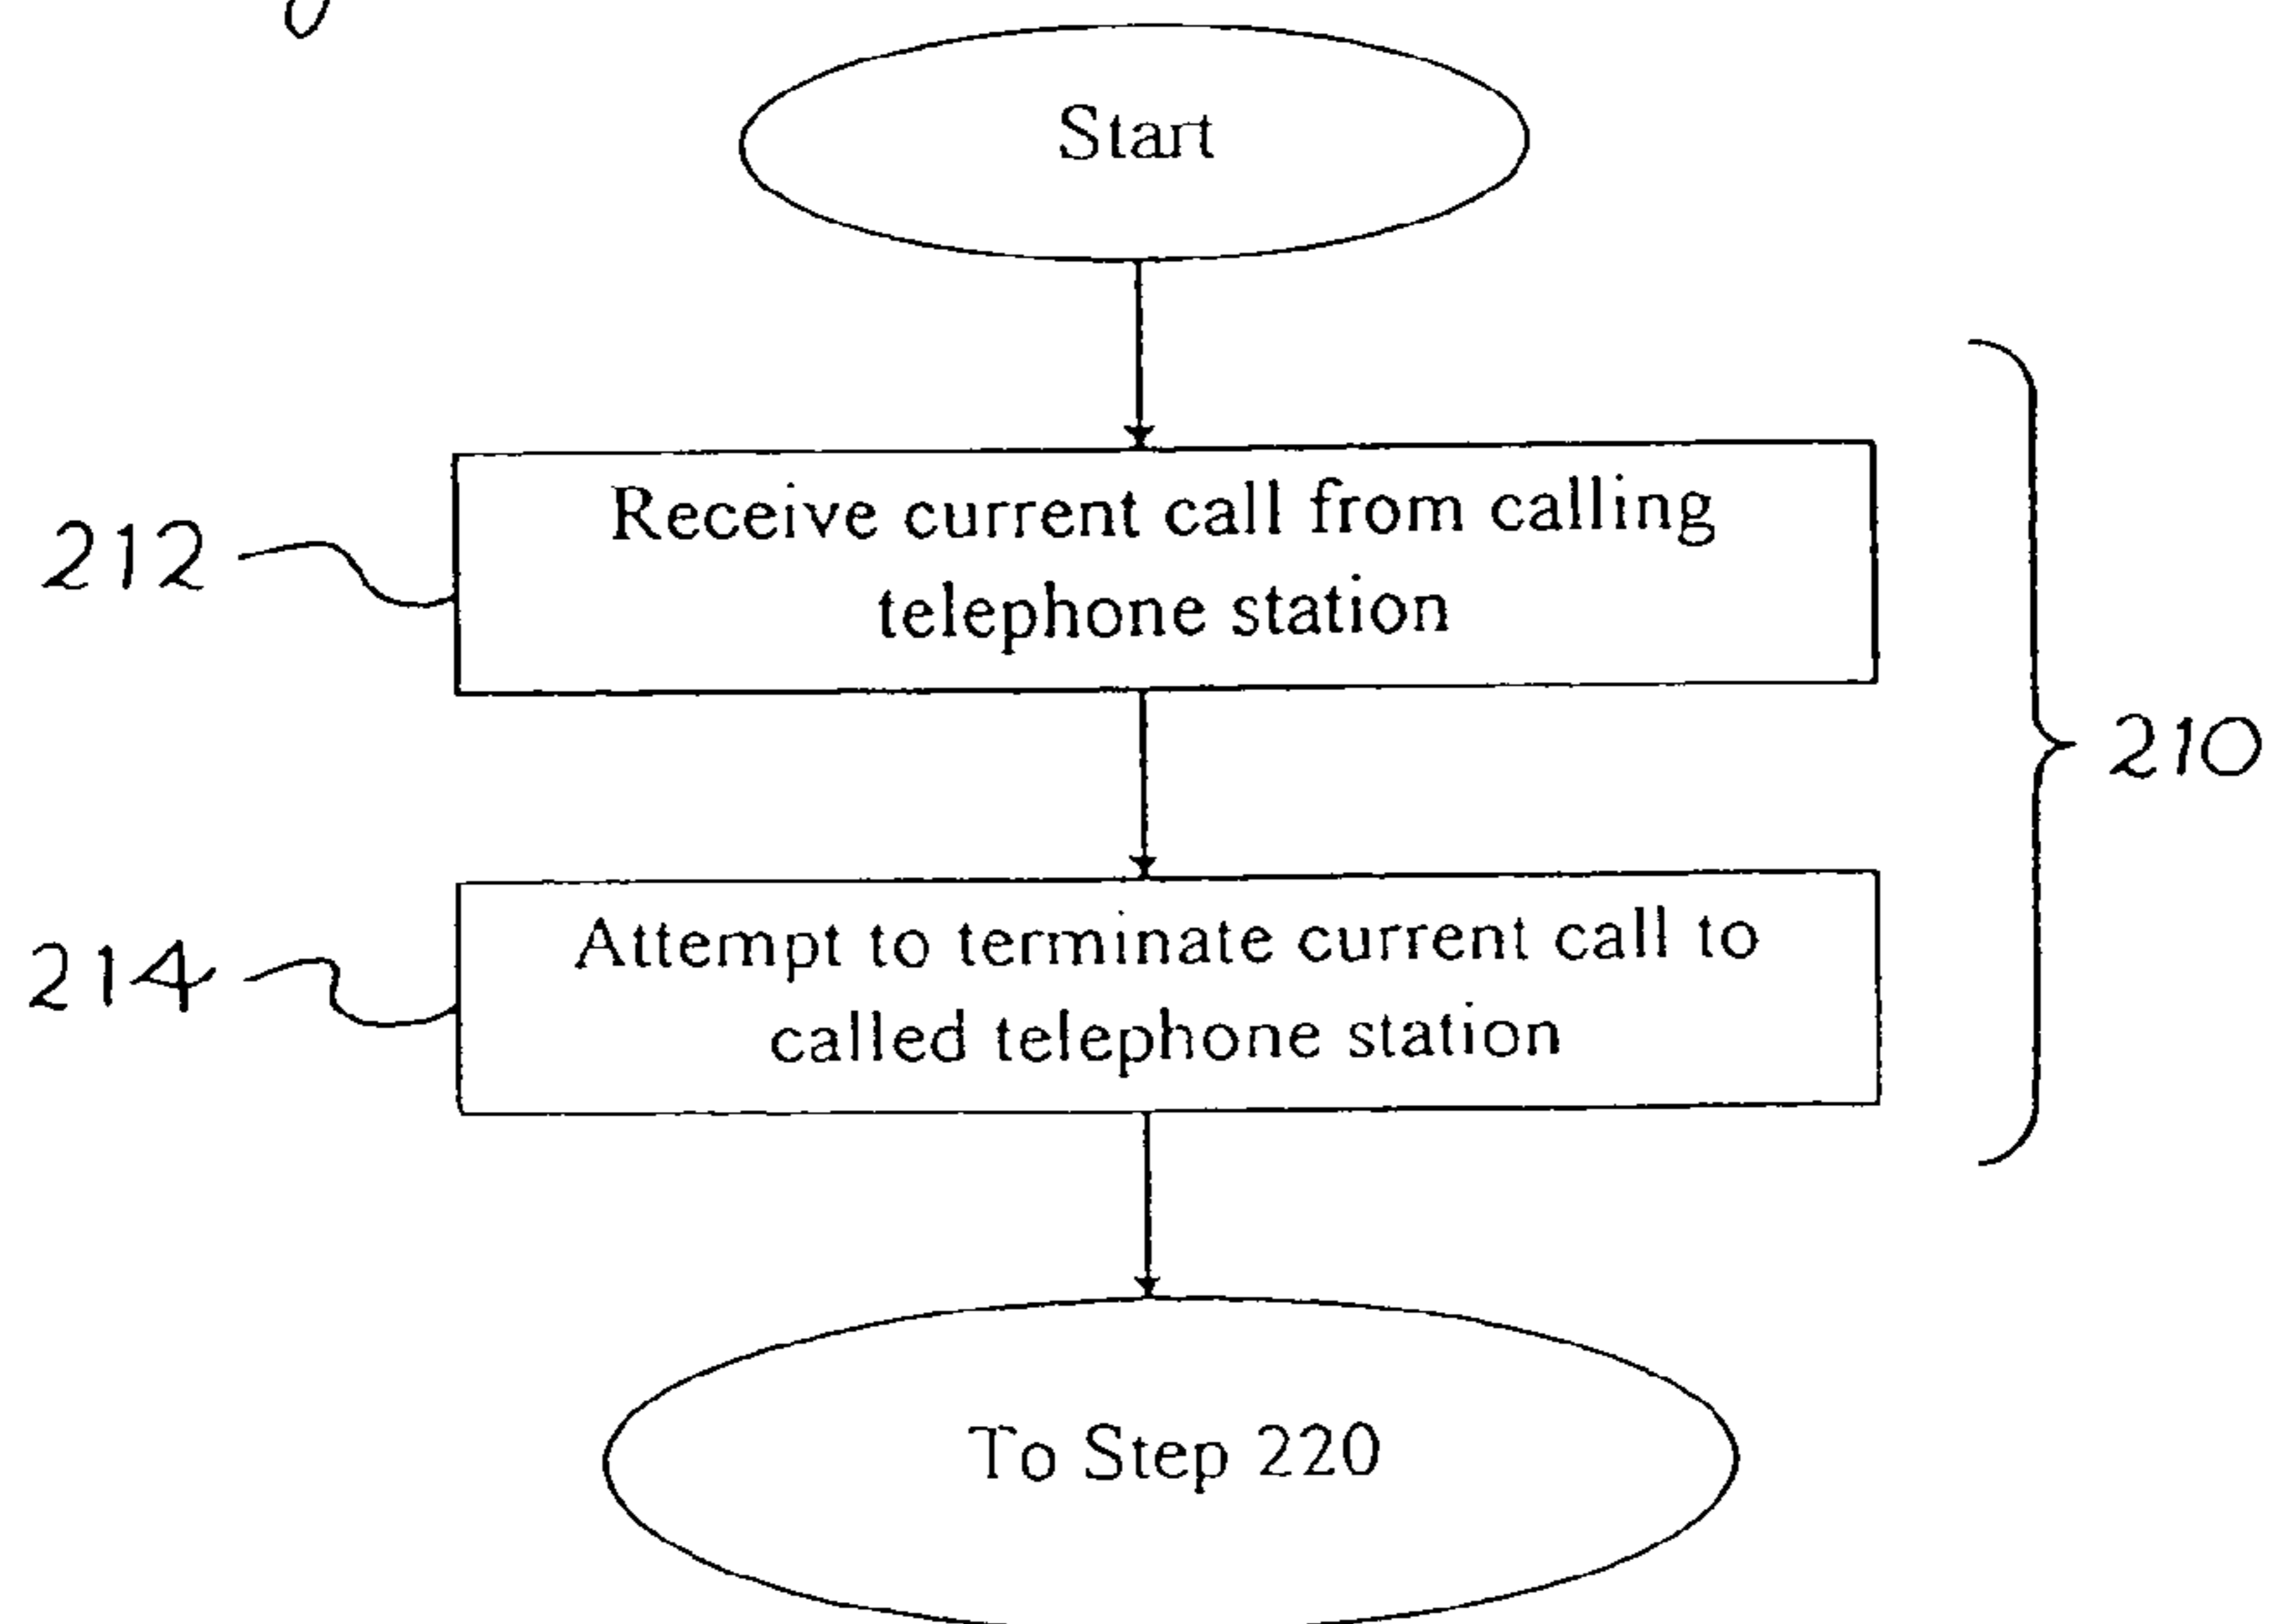 Start
212
Receive current call from calling
telephone station
210
214
Attempt to terminate current call to
called telephone station
To Step 220